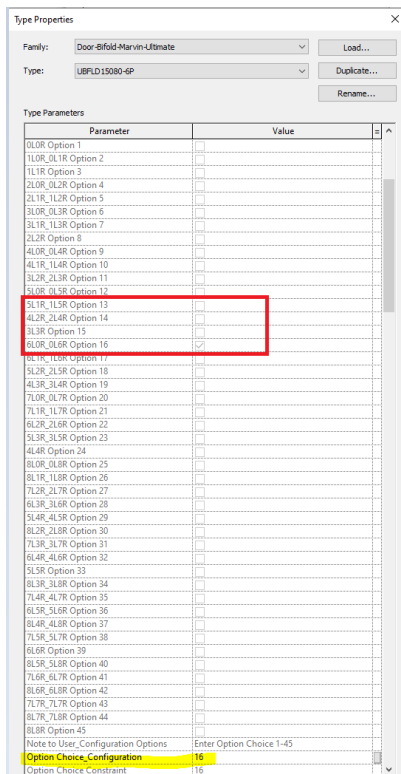 Type Properties
Family: Door-Bifold-Marvin-Ultimate Load...
Type: UBFLD15080-6P Duplicate...
Rename...
Type Parameters
Parameter Value =
0L0R Option 1
1L0R_0L1R Option 2
1L1R Option 3
2L0R_0L2R Option 4
2L1R_1L2R Option 5
3L0R_0L3R Option 6
3L1R_1L3R Option 7
2L2R Option 8
4L0R_0L4R Option 9
4L1R_1L4R Option 10
3L2R_2L3R Option 11
5L0R_0L5R Option 12
5L1R_1L5R Option 13
4L2R_2L4R Option 14
3L3R Option 15
6L0R_0L6R Option 16
6L1R_1L6R Option 17
5L2R_2L5R Option 18
4L3R_3L4R Option 19
7L0R_0L7R Option 20
7L1R_1L7R Option 21
6L2R_2L6R Option 22
5L3R_3L5R Option 23
4L4R Option 24
8L0R_0L8R Option 25
8L1R_1L8R Option 26
7L2R_2L7R Option 27
6L3R_3L6R Option 28
5L4R_4L5R Option 29
8L2R_2L8R Option 30
7L3R_3L7R Option 31
6L4R_4L6R Option 32
5L5R Option 33
8L3R_3L8R Option 34
7L4R_4L7R Option 35
6L5R_5L6R Option 36
8L4R_4L8R Option 37
7L5R_5L7R Option 38
6L6R Option 39
8L5R_5L8R Option 40
7L6R_6L7R Option 41
8L6R_6L8R Option 42
7L7R_7L7R Option 43
8L7R_7L8R Option 44
8L8R Option 45
Note to User_Configuration Options Enter Option Choice 1-45
Option Choice_Configuration 16
Option Choice Constraint 16